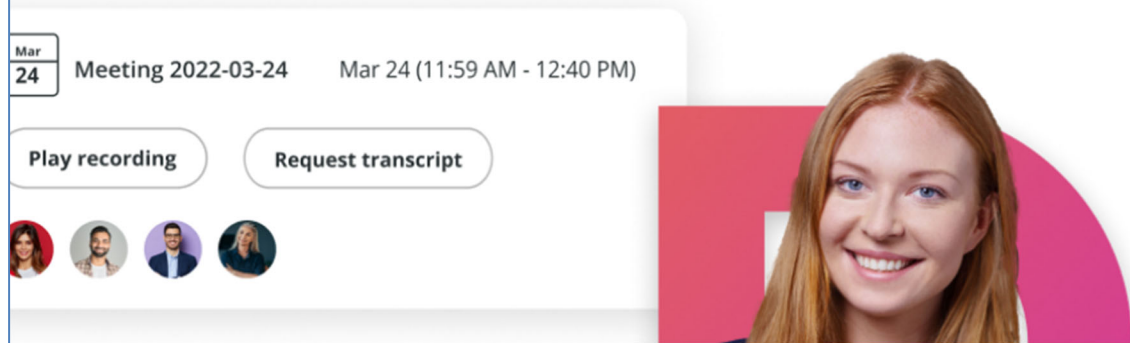 Mar
24
Meeting 2022-03-24 Mar 24 (11:59 AM - 12:40 PM)
Play recording Request transcript